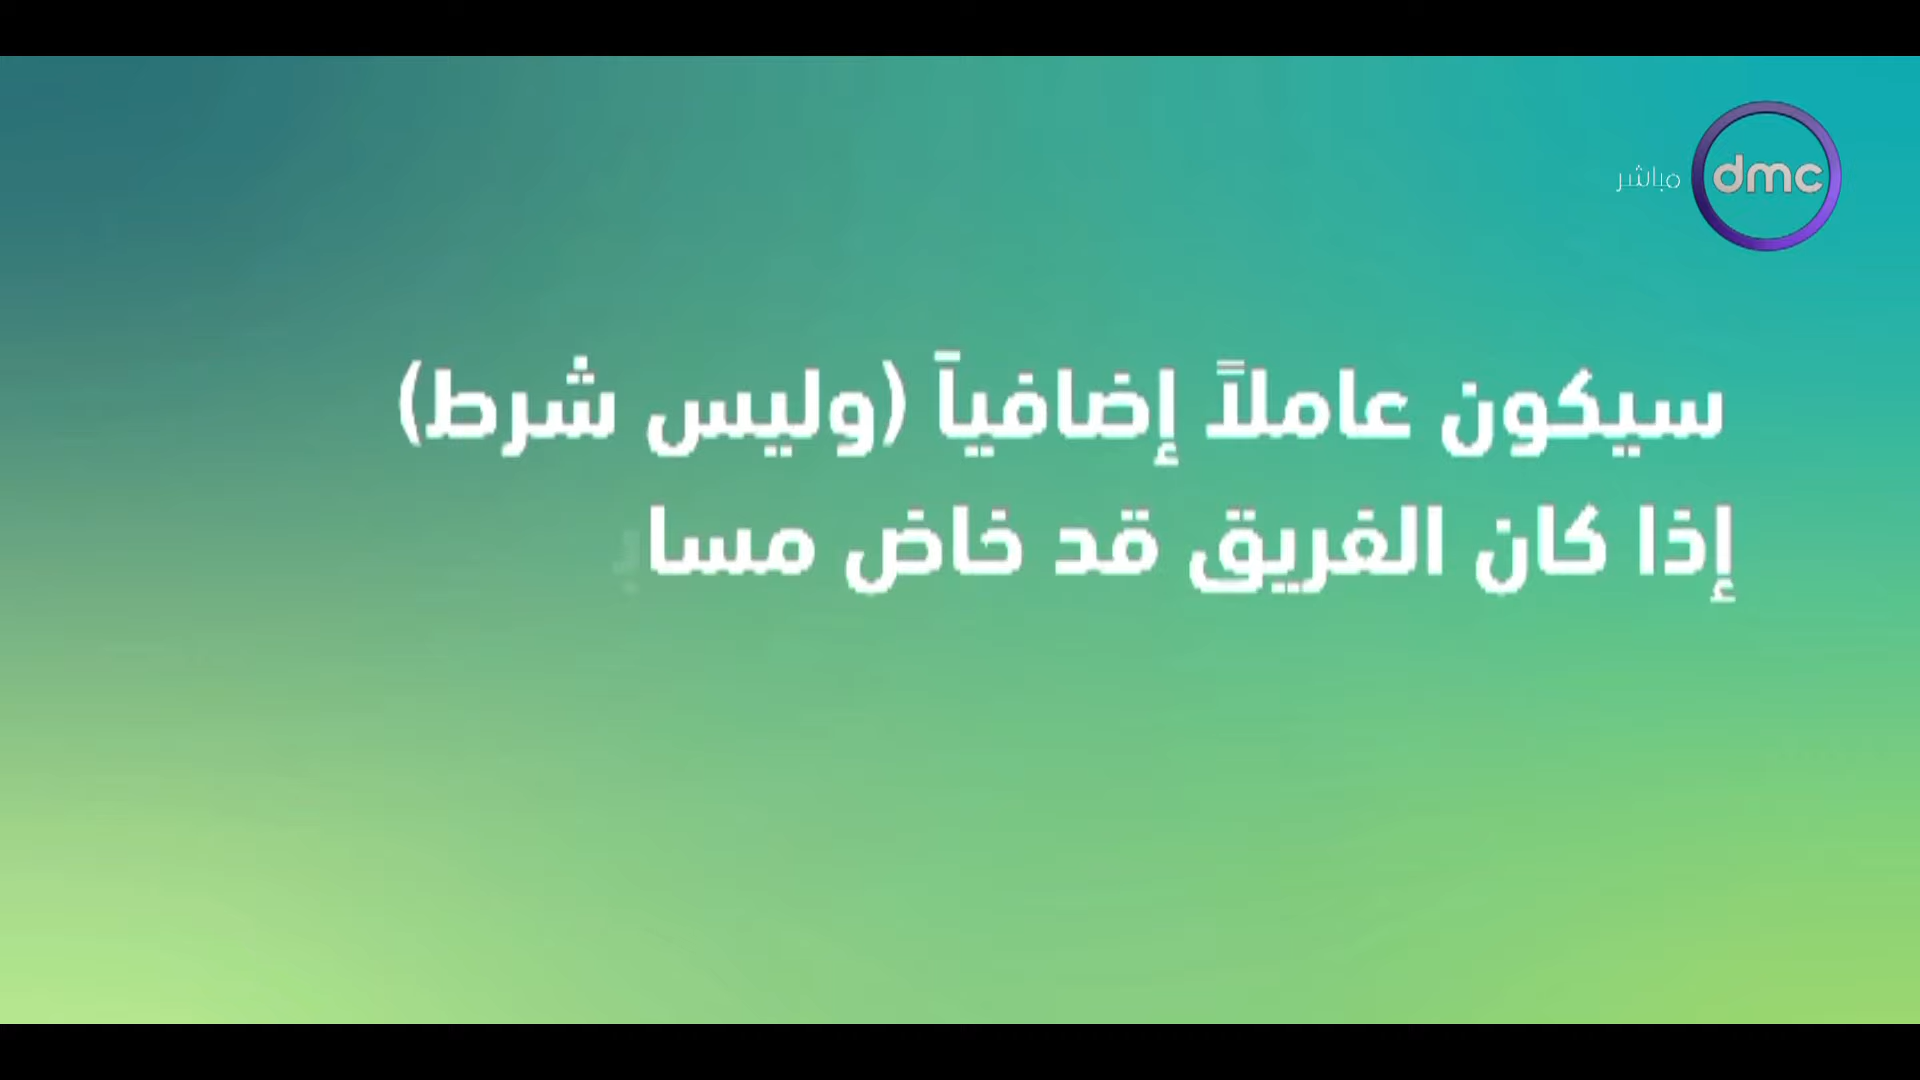 dmc
مباشر
سيكون عاملاً إضافياً (وليس شرط)
إذا كان الفريق قد خاض مسا